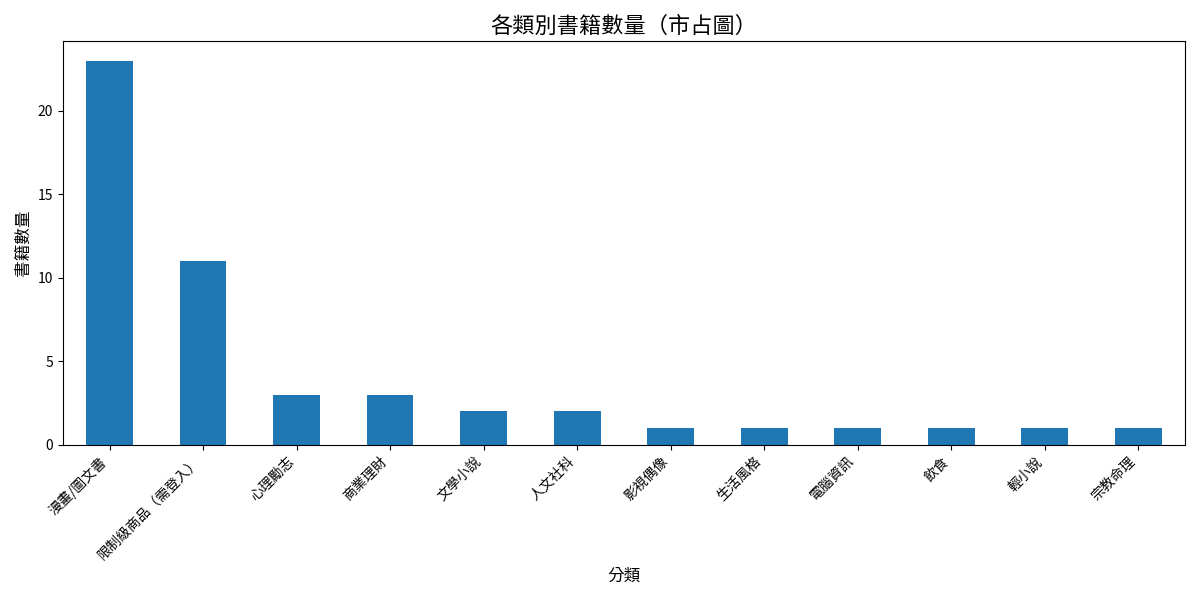 各類別書籍數量（市占圖）
書籍數量
20
15
10
5
0
漫畫/圖文書
限制級商品（需登入）
心理勵志
商業理財
文學小說
人文社科
影視偶像
生活風格
電腦資訊
飲食
輕小說
宗教命理
分類